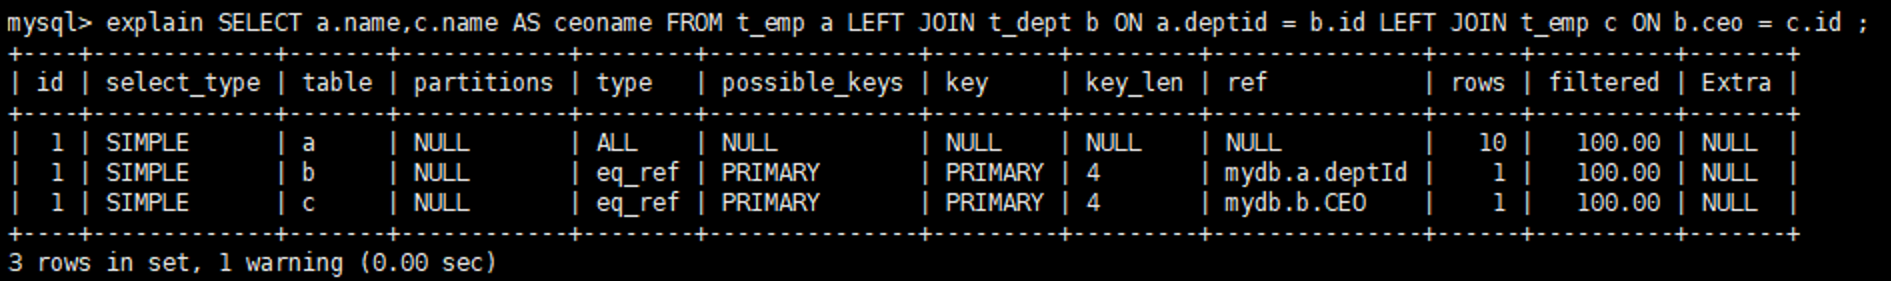 mysql> explain SELECT a.name,c.name AS ceoname FROM t_emp a LEFT JOIN t_dept b ON a.deptid = b.id LEFT JOIN t_emp c ON b.ceo = c.id ;
+----+-------------+-------+------------+--------+---------------+---------+---------+---------------+------+----------+-------+
| id | select_type | table | partitions | type   | possible_keys | key     | key_len | ref           | rows | filtered | Extra |
+----+-------------+-------+------------+--------+---------------+---------+---------+---------------+------+----------+-------+
|  1 | SIMPLE      | a     | NULL       | ALL    | NULL          | NULL    | NULL    | NULL          |   10 |   100.00 | NULL  |
|  1 | SIMPLE      | b     | NULL       | eq_ref | PRIMARY       | PRIMARY | 4       | mydb.a.deptId |    1 |   100.00 | NULL  |
|  1 | SIMPLE      | c     | NULL       | eq_ref | PRIMARY       | PRIMARY | 4       | mydb.b.CEO    |    1 |   100.00 | NULL  |
+----+-------------+-------+------------+--------+---------------+---------+---------+---------------+------+----------+-------+
3 rows in set, 1 warning (0.00 sec)